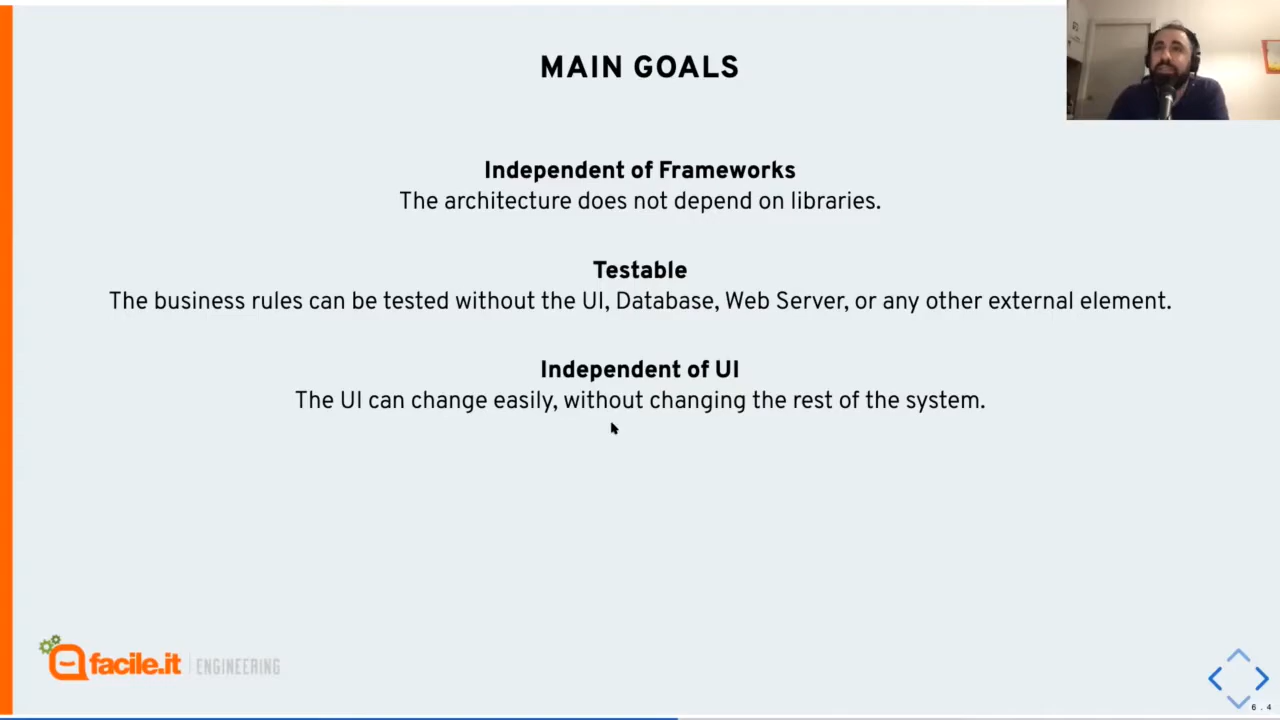 MAIN GOALS
Independent of Frameworks
The architecture does not depend on libraries.
Testable
The business rules can be tested without the UI, Database, Web Server, or any other external element.
Independent of UI
The UI can change easily, without changing the rest of the system.
facile.it ENGINEERING
6.4